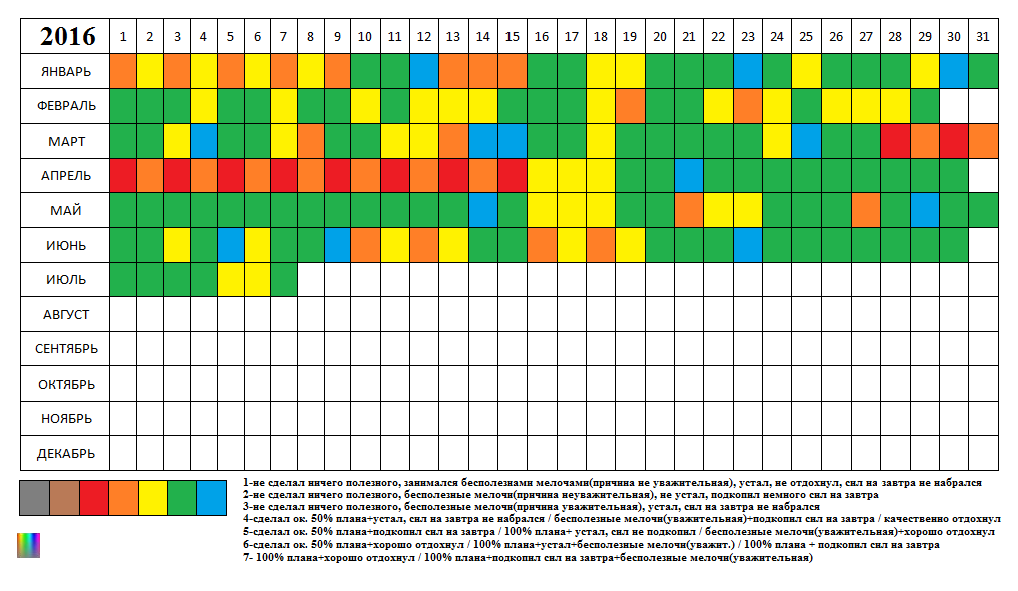 2016 1 2 3 4 5 6 7 8 9 10 11 12 13 14 15 16 17 18 19 20 21 22 23 24 25 26 27 28 29 30 31
ЯНВАРЬ
ФЕВРАЛЬ
МАРТ
АПРЕЛЬ
МАЙ
ИЮНЬ
ИЮЛЬ
АВГУСТ
СЕНТЯБРЬ
ОКТЯБРЬ
НОЯБРЬ
ДЕКАБРЬ
1-не сделал ничего полезного, занимался бесполезнами мелочами(причина не уважительная), устал, не отдохнул, сил на завтра не набрался
2-не сделал ничего полезного, бесполезные мелочи(причина неуважительная), не устал, подкопил немного сил на завтра
3-не сделал ничего полезного, бесполезные мелочи(причина уважительная), устал, сил на завтра не набрался
4-сделал ок. 50% плана+устал, сил на завтра не набрался / бесполезные мелочи(уважительная)+подкопил сил на завтра / качественно отдохнул
5-сделал ок. 50% плана+подкопил сил на завтра / 100% плана+ устал, сил не подкопил / бесполезные мелочи(уважительная)+хорошо отдохнул
6-сделал ок. 50% плана+хорошо отдохнул / 100% плана+устал+бесполезные мелочи(уважит.) / 100% плана + подкопил сил на завтра
7- 100% плана+хорошо отдохнул / 100% плана+подкопил сил на завтра+бесполезные мелочи(уважительная)